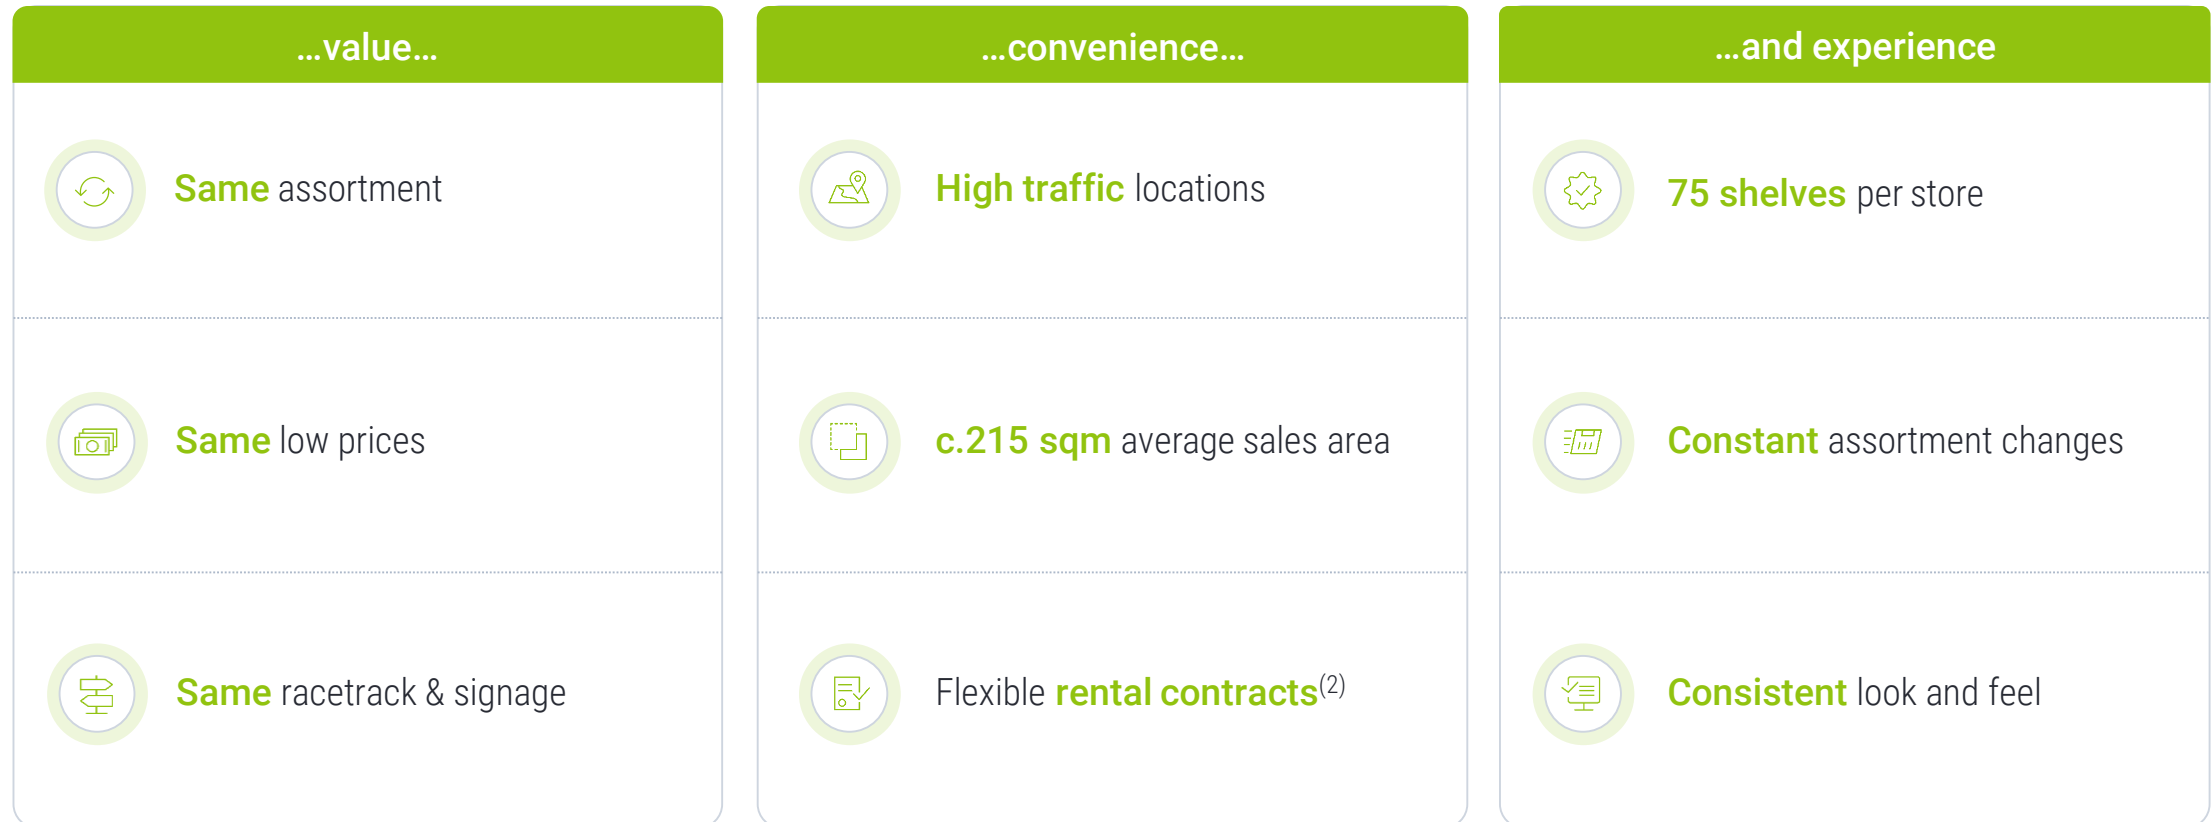 ...value...
Same assortment
Same low prices
Same racetrack & signage
...convenience...
High traffic locations
c.215 sqm average sales area
Flexible rental contracts(2)
...and experience
75 shelves per store
Constant assortment changes
Consistent look and feel